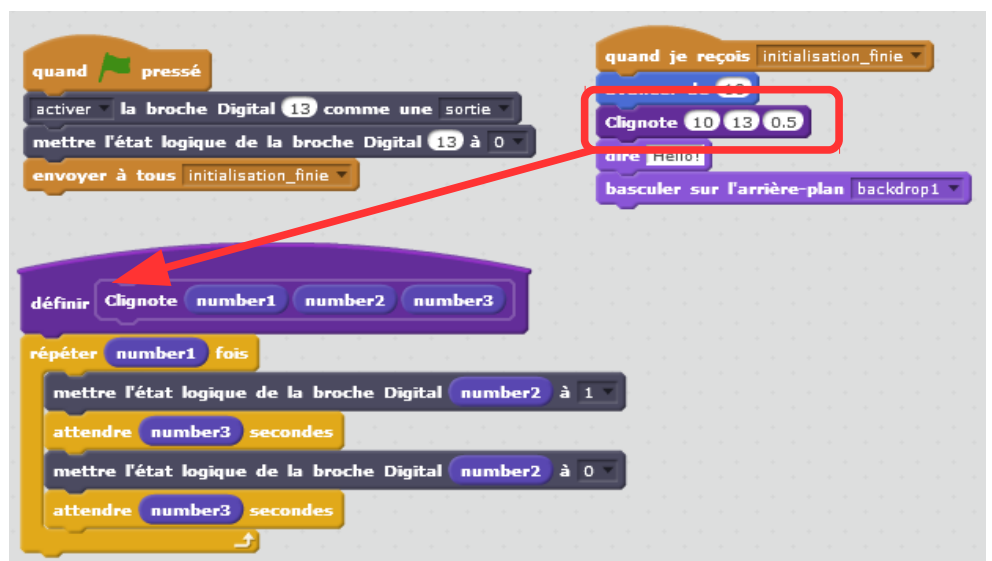 quand pressé
activer la broche Digital 13 comme une sortie
mettre l'état logique de la broche Digital 13 à 0
envoyer à tous initialisation_finie
quand je reçois initialisation_finie
Clignote 10 13 0.5
dire Hello!
basculer sur l'arrière-plan backdrop1
définir Clignote number1 number2 number3
répéter number1 fois
mettre l'état logique de la broche Digital number2 à 1
attendre number3 secondes
mettre l'état logique de la broche Digital number2 à 0
attendre number3 secondes